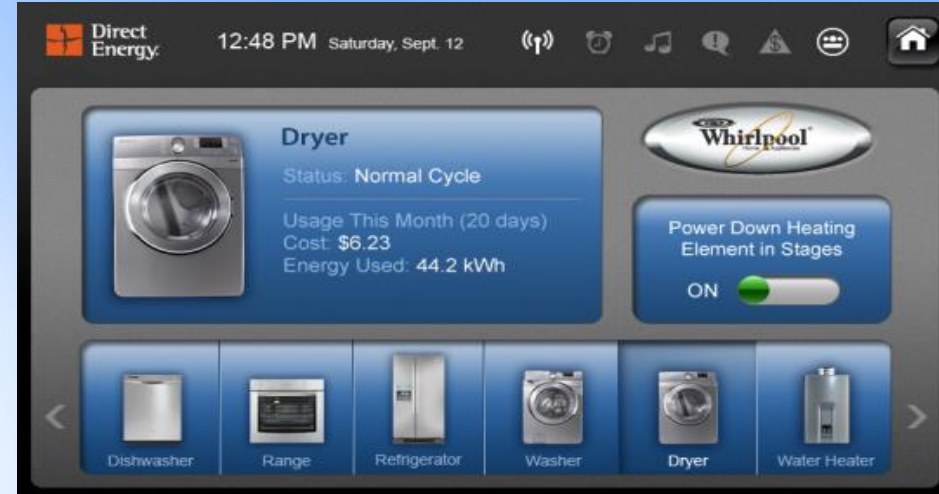 Direct
Energy.
12:48 PM Saturday, Sept. 12
Dryer
Status: Normal Cycle
Usage This Month (20 days)
Cost: $6.23
Energy Used: 44.2 kWh
Whirlpool
Home Appliances
Power Down Heating
Element in Stages
ON
Dishwasher
Range
Refrigerator
Washer
Dryer
Water Heater